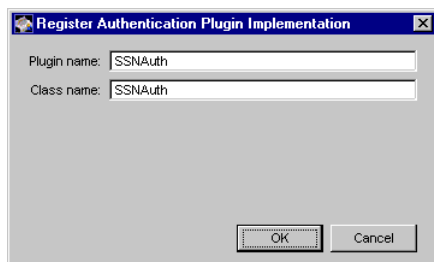 Register Authentication Plugin Implementation
Plugin name: SSNAuth
Class name: SSNAuth
OK Cancel